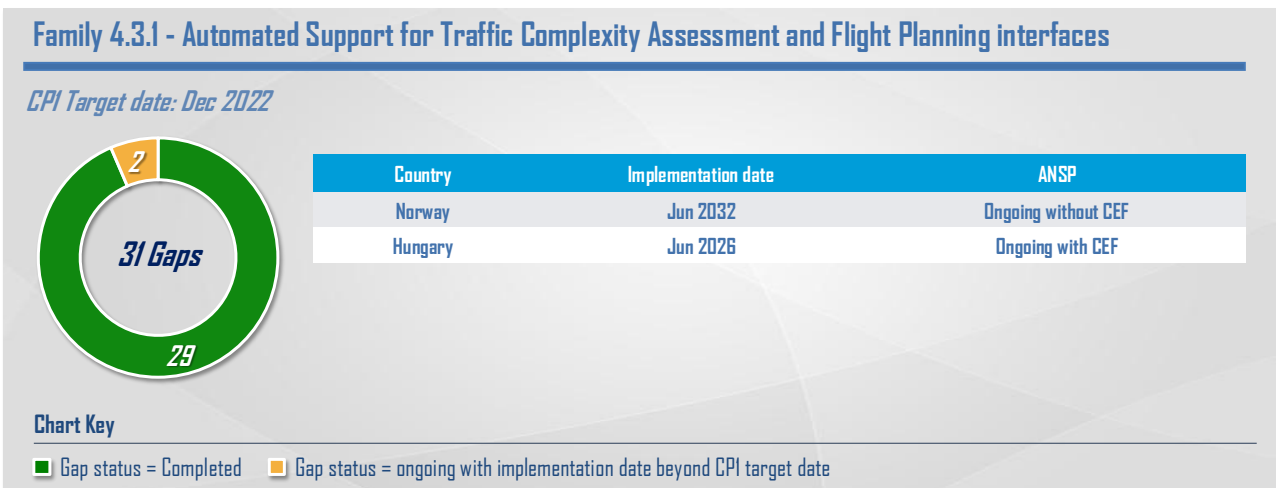 Family 4.3.1 - Automated Support for Traffic Complexity Assessment and Flight Planning interfaces
CP1 Target date: Dec 2022
2
31 Gaps
29
Country Implementation date ANSP
Norway Jun 2032 Ongoing without CEF
Hungary Jun 2026 Ongoing with CEF
Chart Key
Gap status = Completed Gap status = ongoing with implementation date beyond CP1 target date